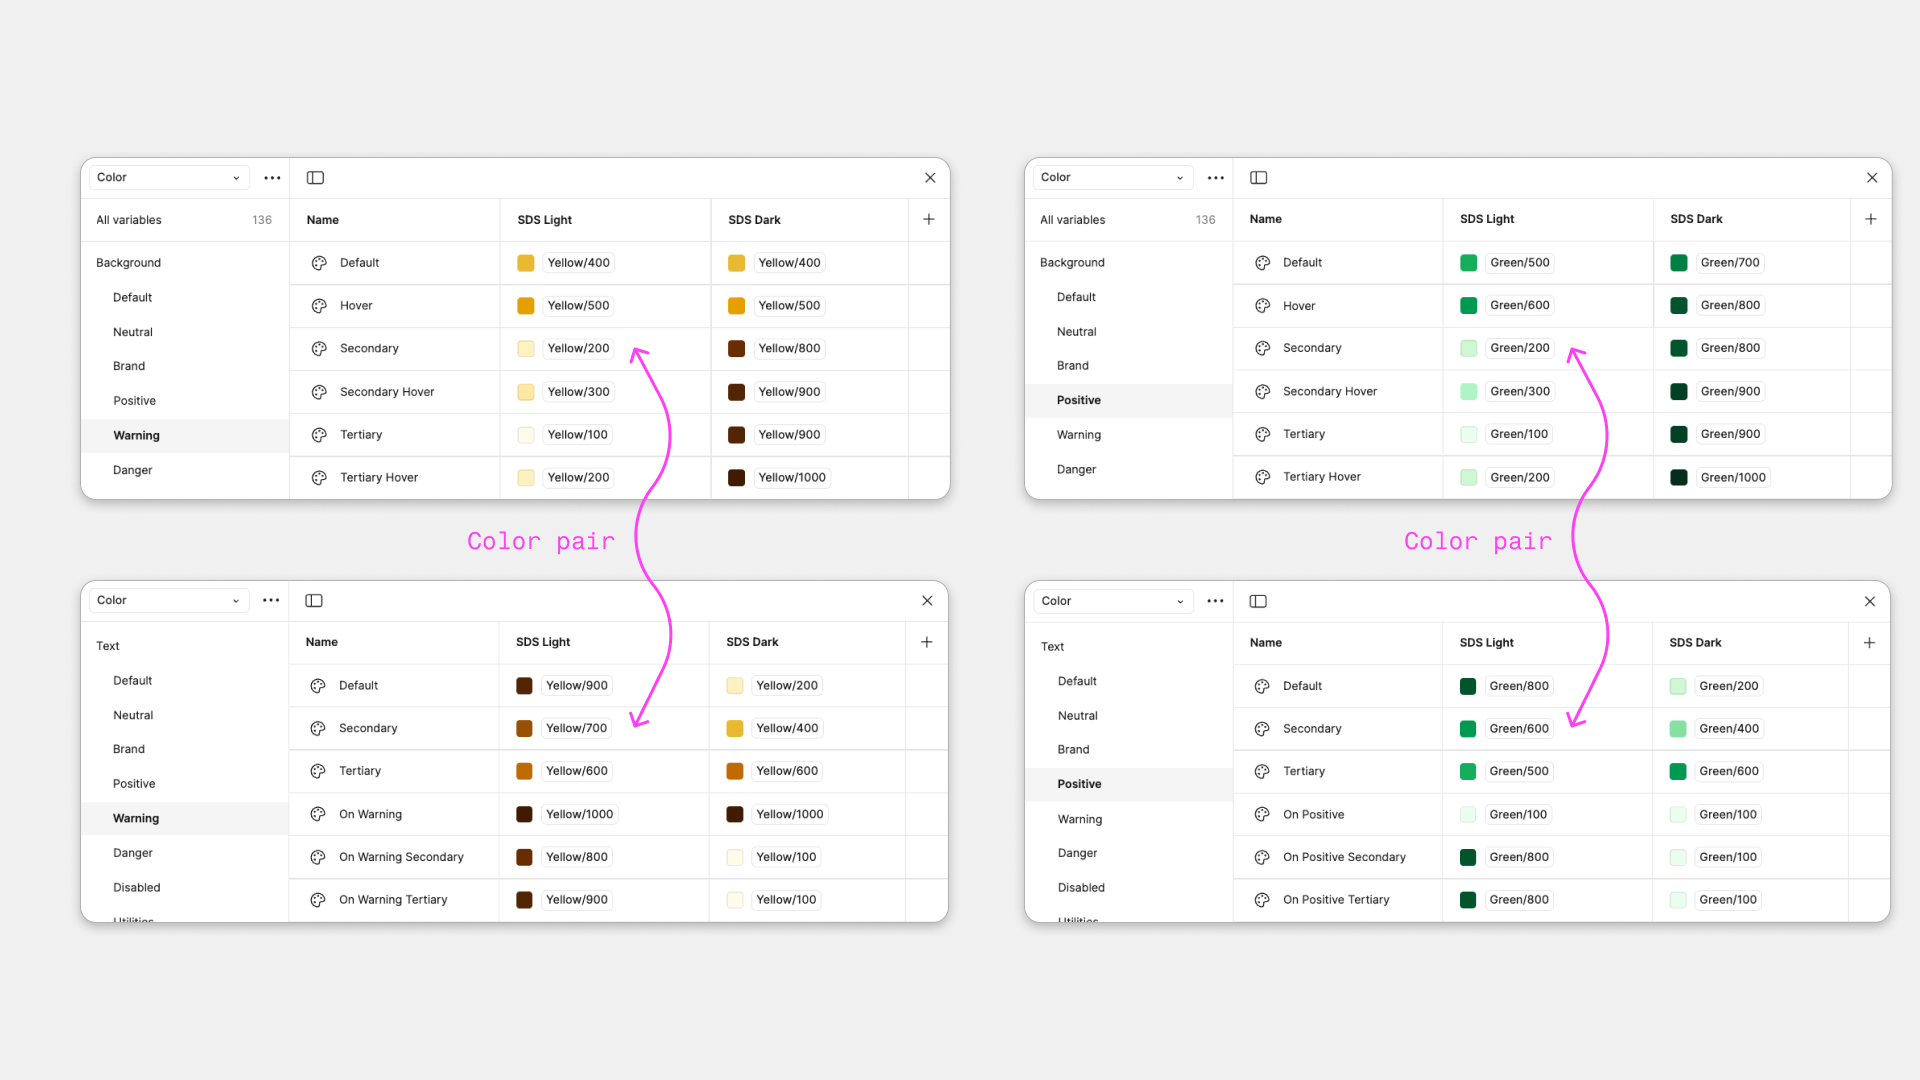 Color
All variables 136
Background
Default
Neutral
Brand
Positive
Warning
Danger
Name SDS Light SDS Dark
Default Yellow/400 Yellow/400
Hover Yellow/500 Yellow/500
Secondary Yellow/200 Yellow/800
Secondary Hover Yellow/300 Yellow/900
Tertiary Yellow/100 Yellow/900
Tertiary Hover Yellow/200 Yellow/1000
Color
All variables 136
Background
Default
Neutral
Brand
Positive
Warning
Danger
Name SDS Light SDS Dark
Default Green/500 Green/700
Hover Green/600 Green/800
Secondary Green/200 Green/800
Secondary Hover Green/300 Green/900
Tertiary Green/100 Green/900
Tertiary Hover Green/200 Green/1000
Color pair
Color pair
Color
Text
Default
Neutral
Brand
Positive
Warning
Danger
Disabled
Utilities
Name SDS Light SDS Dark
Default Yellow/900 Yellow/200
Secondary Yellow/700 Yellow/400
Tertiary Yellow/600 Yellow/600
On Warning Yellow/1000 Yellow/1000
On Warning Secondary Yellow/800 Yellow/100
On Warning Tertiary Yellow/900 Yellow/100
Color
Text
Default
Neutral
Brand
Positive
Warning
Danger
Disabled
Utilities
Name SDS Light SDS Dark
Default Green/800 Green/200
Secondary Green/600 Green/400
Tertiary Green/500 Green/600
On Positive Green/100 Green/100
On Positive Secondary Green/800 Green/100
On Positive Tertiary Green/800 Green/100